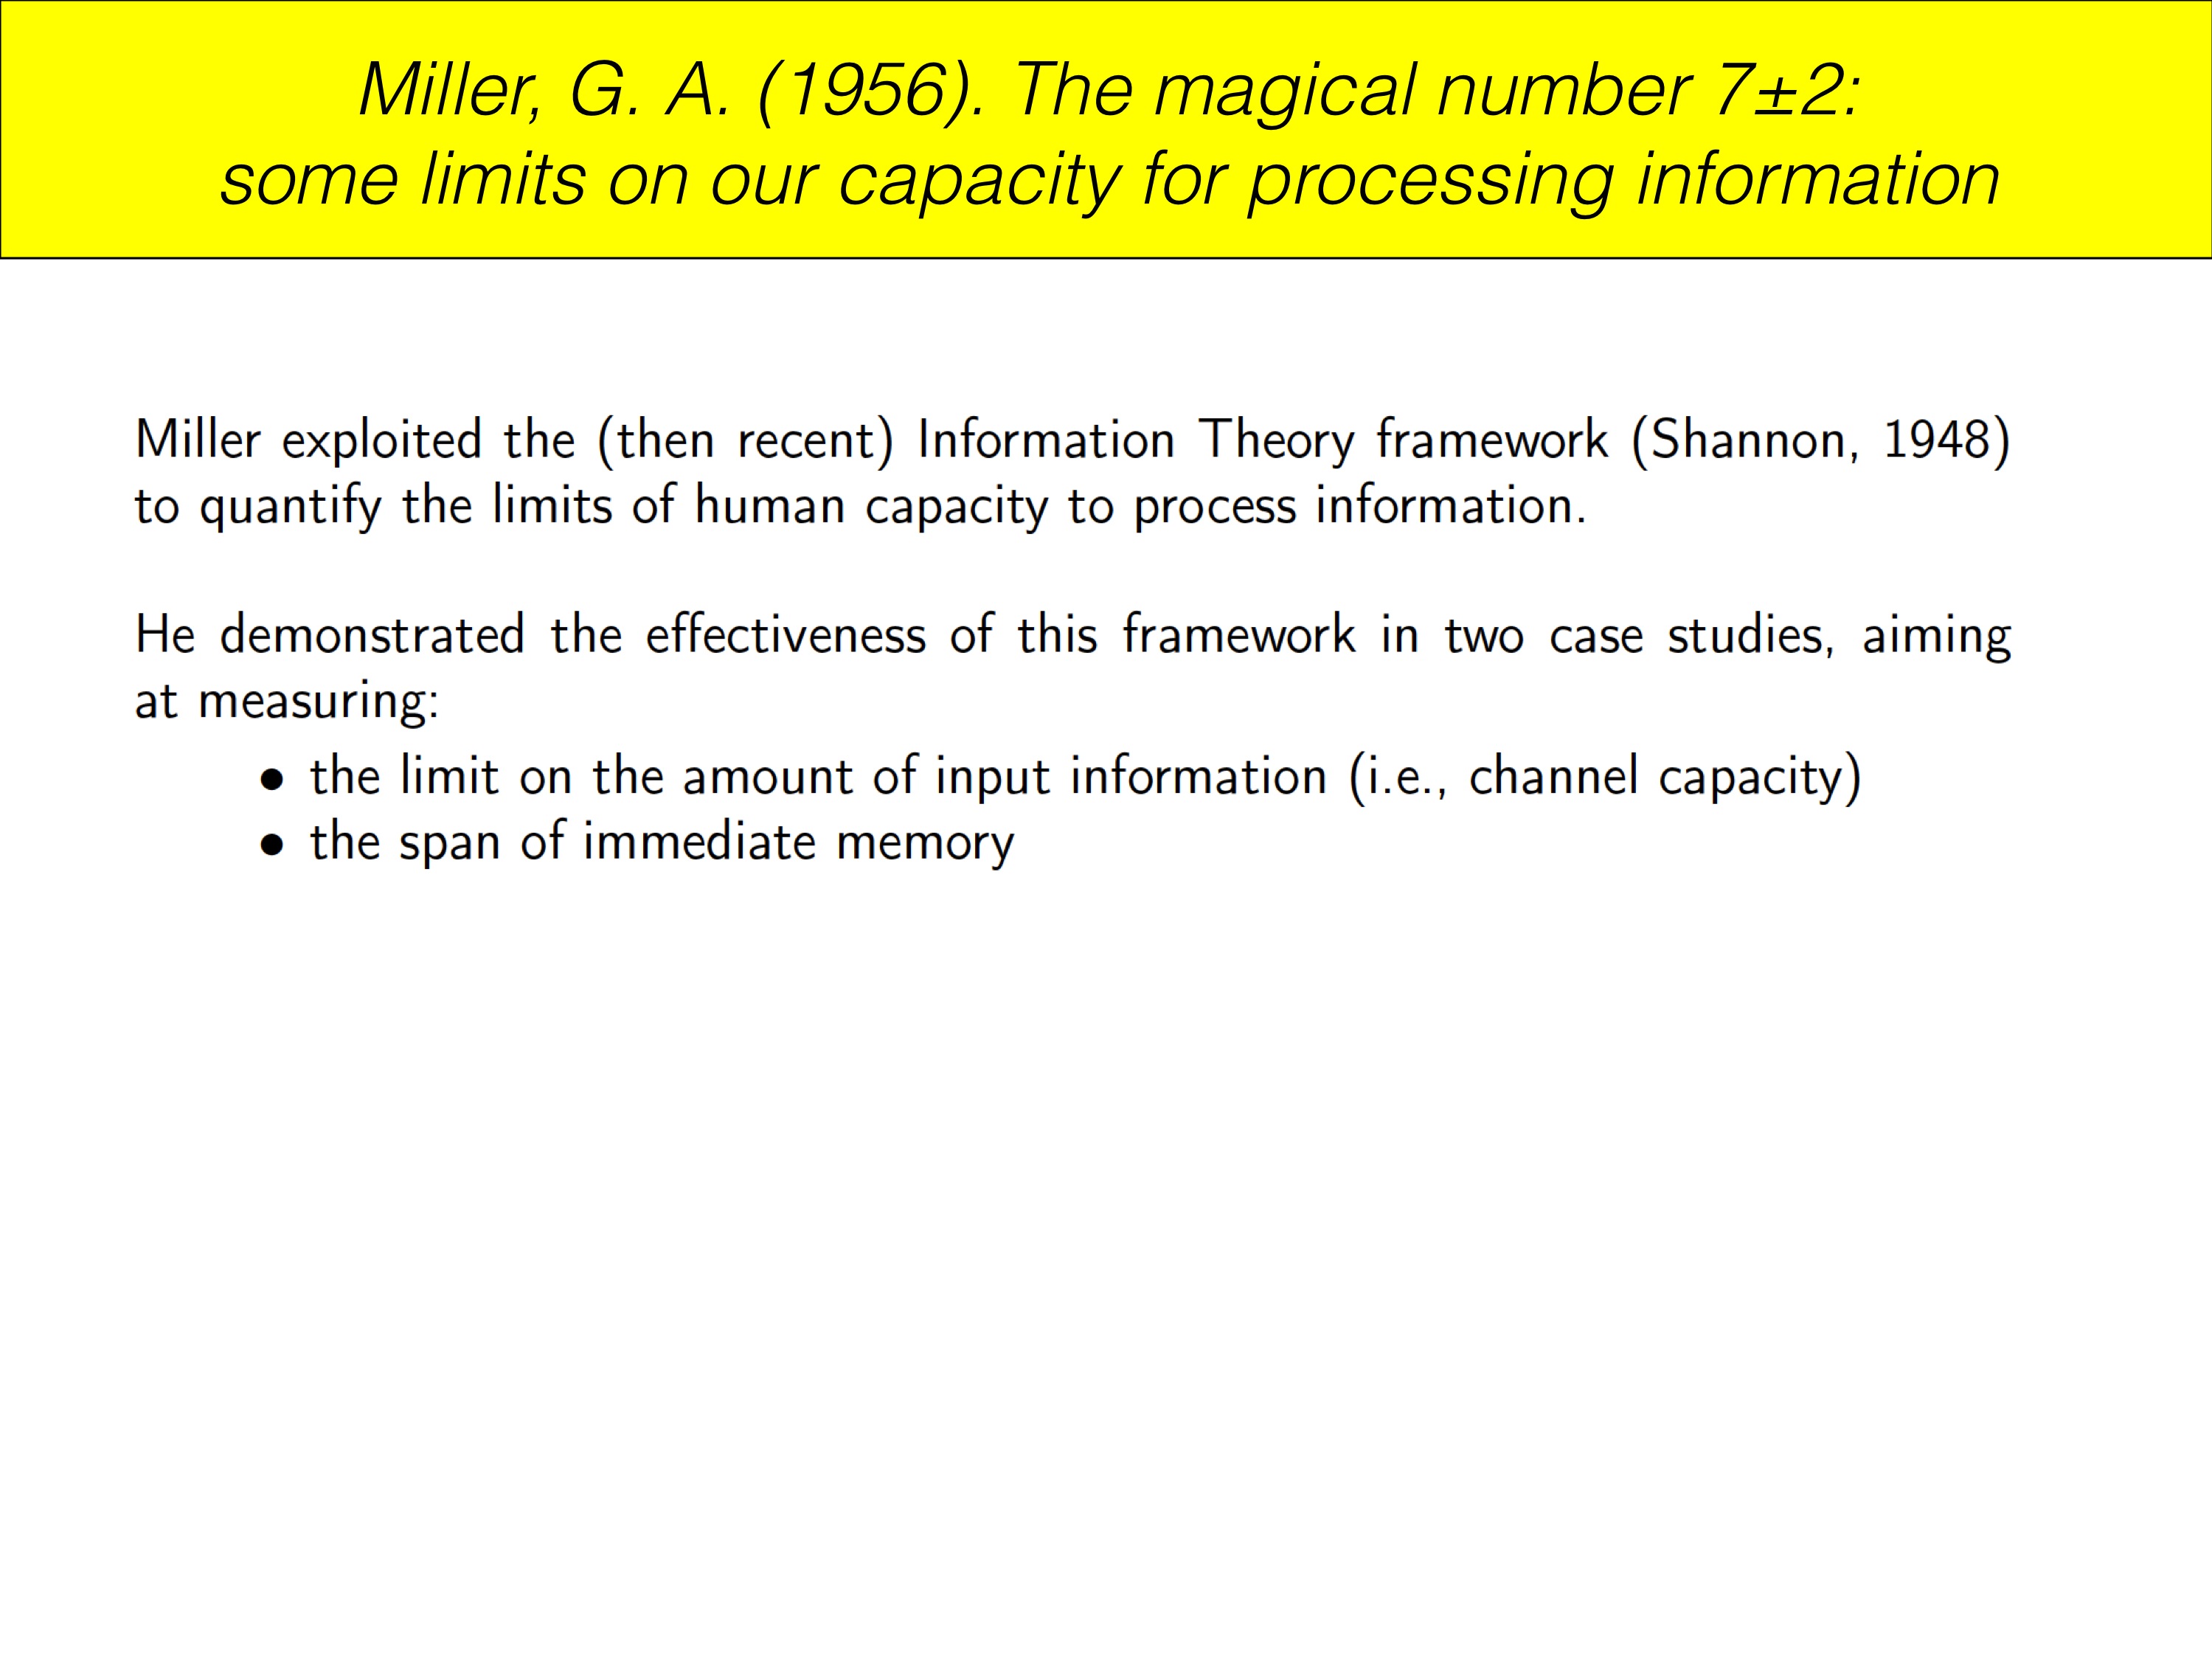 Miller, G. A. (1956). The magical number 7±2:
some limits on our capacity for processing information
Miller exploited the (then recent) Information Theory framework (Shannon, 1948)
to quantify the limits of human capacity to process information.
He demonstrated the effectiveness of this framework in two case studies, aiming
at measuring:
• the limit on the amount of input information (i.e., channel capacity)
• the span of immediate memory